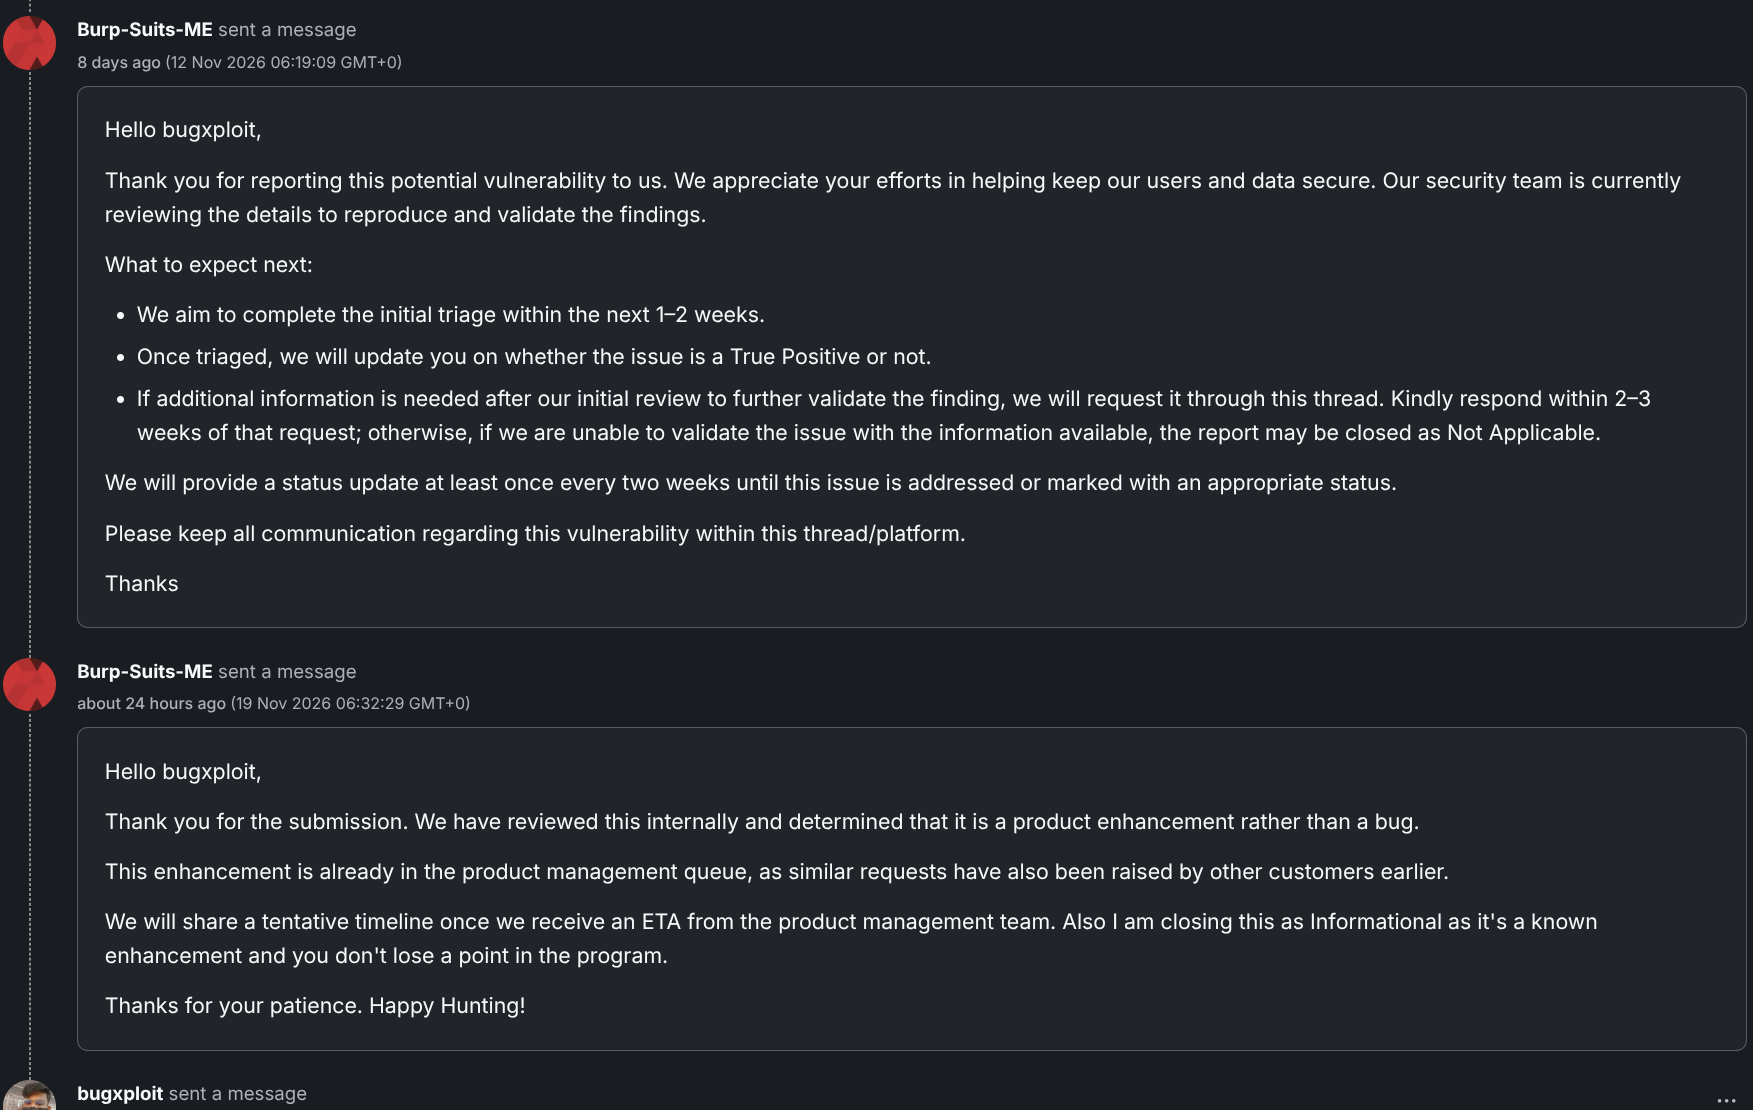 Burp-Suits-ME sent a message
8 days ago (12 Nov 2026 06:19:09 GMT+0)
Hello bugxploit,
Thank you for reporting this potential vulnerability to us. We appreciate your efforts in helping keep our users and data secure. Our security team is currently
reviewing the details to reproduce and validate the findings.
What to expect next:
• We aim to complete the initial triage within the next 1–2 weeks.
• Once triaged, we will update you on whether the issue is a True Positive or not.
• If additional information is needed after our initial review to further validate the finding, we will request it through this thread. Kindly respond within 2–3
weeks of that request; otherwise, if we are unable to validate the issue with the information available, the report may be closed as Not Applicable.
We will provide a status update at least once every two weeks until this issue is addressed or marked with an appropriate status.
Please keep all communication regarding this vulnerability within this thread/platform.
Thanks
Burp-Suits-ME sent a message
about 24 hours ago (19 Nov 2026 06:32:29 GMT+0)
Hello bugxploit,
Thank you for the submission. We have reviewed this internally and determined that it is a product enhancement rather than a bug.
This enhancement is already in the product management queue, as similar requests have also been raised by other customers earlier.
We will share a tentative timeline once we receive an ETA from the product management team. Also I am closing this as Informational as it's a known
enhancement and you don't lose a point in the program.
Thanks for your patience. Happy Hunting!
bugxploit sent a message